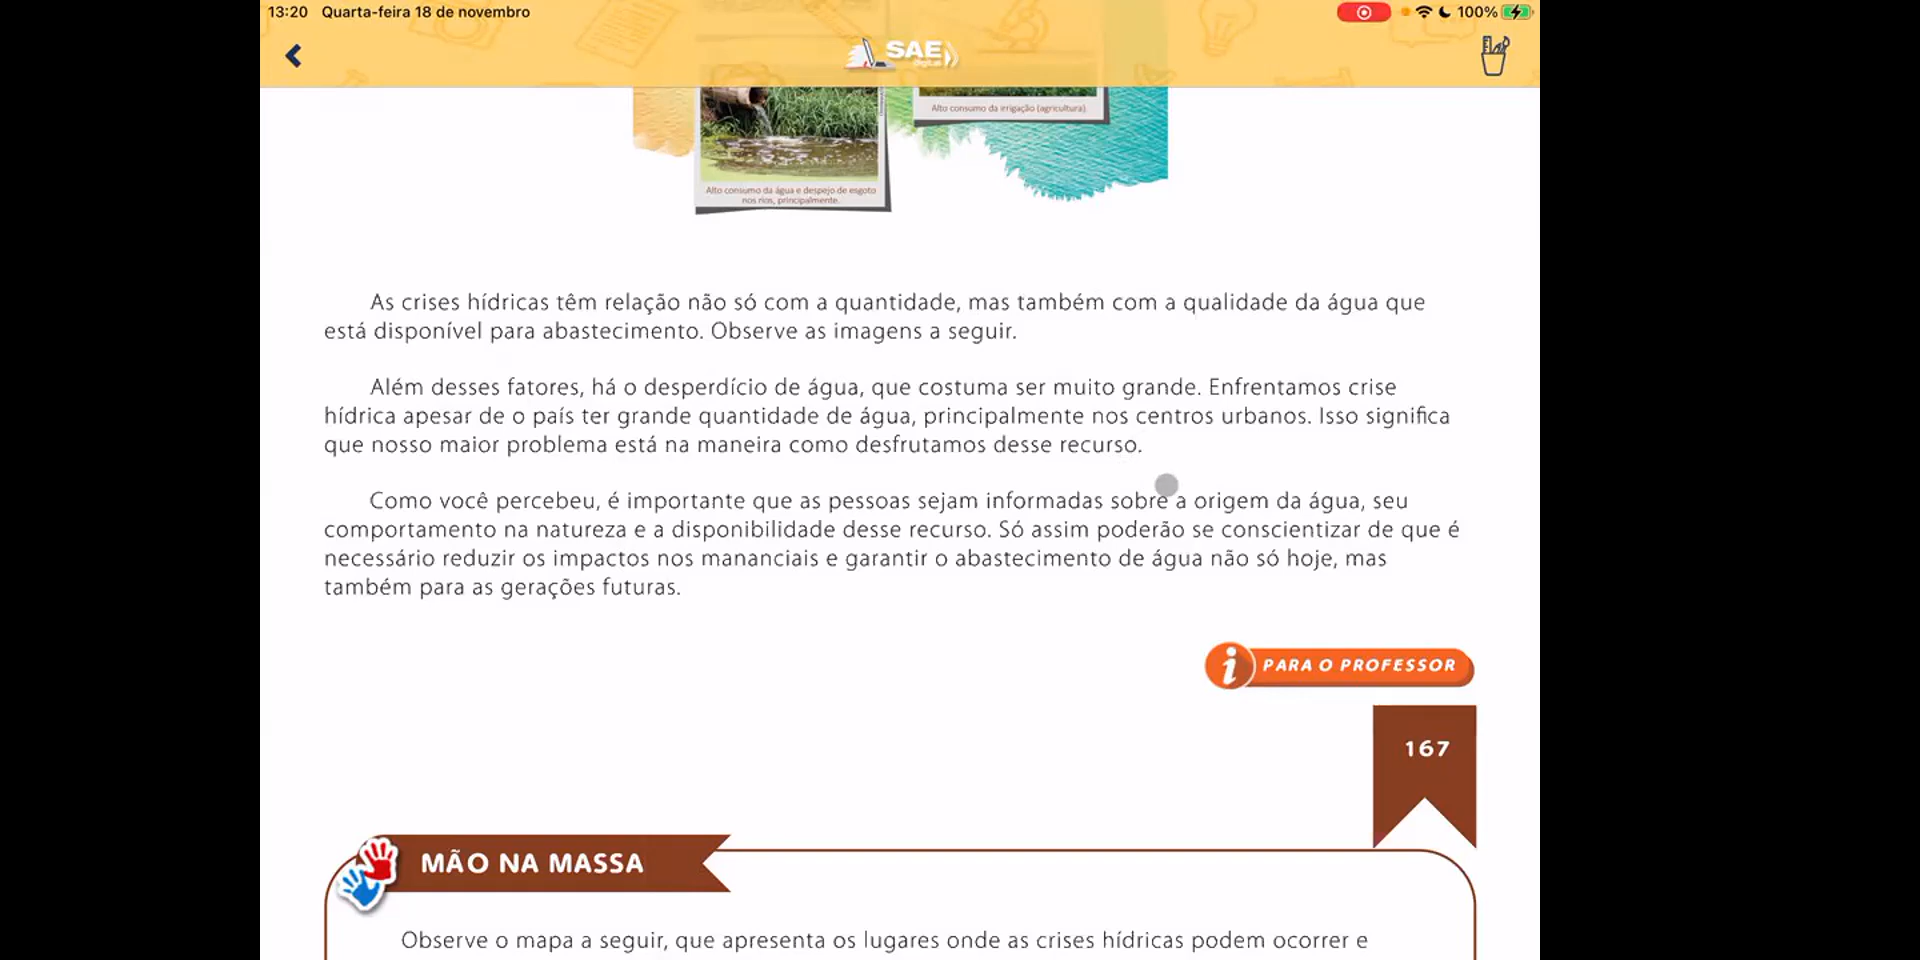 13:20 Quarta-feira 18 de novembro
100%
SAE
digital
Alto consumo da irrigação (agricultura).
Alto consumo da água e despejo de esgoto
nos rios, principalmente.
As crises hídricas têm relação não só com a quantidade, mas também com a qualidade da água que
está disponível para abastecimento. Observe as imagens a seguir.
Além desses fatores, há o desperdício de água, que costuma ser muito grande. Enfrentamos crise
hídrica apesar de o país ter grande quantidade de água, principalmente nos centros urbanos. Isso significa
que nosso maior problema está na maneira como desfrutamos desse recurso.
Como você percebeu, é importante que as pessoas sejam informadas sobre a origem da água, seu
comportamento na natureza e a disponibilidade desse recurso. Só assim poderão se conscientizar de que é
necessário reduzir os impactos nos mananciais e garantir o abastecimento de água não só hoje, mas
também para as gerações futuras.
i PARA O PROFESSOR
167
MÃO NA MASSA
Observe o mapa a seguir, que apresenta os lugares onde as crises hídricas podem ocorrer e